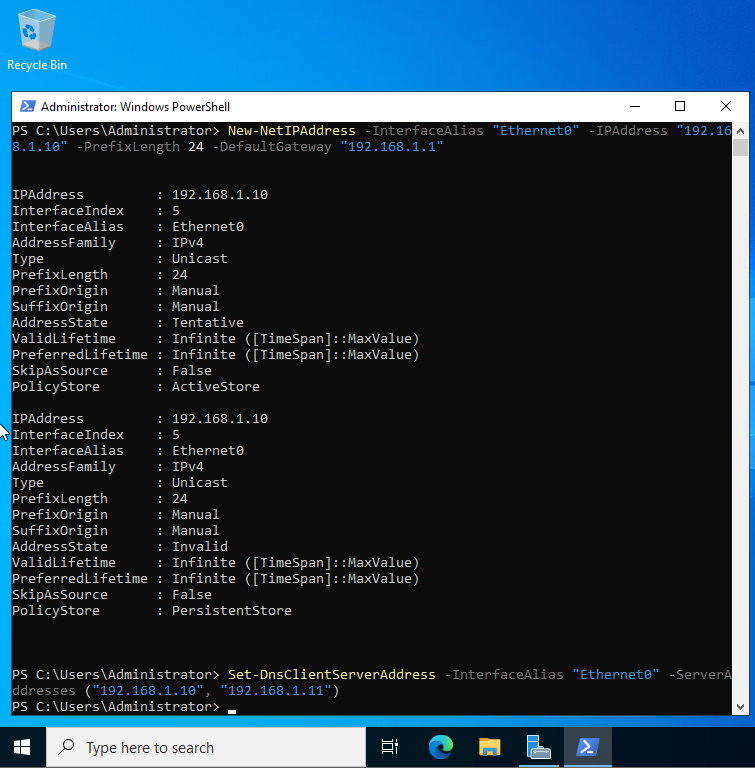 Recycle Bin
Administrator: Windows PowerShell
PS C:\Users\Administrator> New-NetIPAddress -InterfaceAlias "Ethernet0" -IPAddress "192.16
8.1.10" -PrefixLength 24 -DefaultGateway "192.168.1.1"
IPAddress         : 192.168.1.10
InterfaceIndex    : 5
InterfaceAlias    : Ethernet0
AddressFamily     : IPv4
Type              : Unicast
PrefixLength      : 24
PrefixOrigin      : Manual
SuffixOrigin      : Manual
AddressState      : Tentative
ValidLifetime     : Infinite ([TimeSpan]::MaxValue)
PreferredLifetime : Infinite ([TimeSpan]::MaxValue)
SkipAsSource      : False
PolicyStore       : ActiveStore
IPAddress         : 192.168.1.10
InterfaceIndex    : 5
InterfaceAlias    : Ethernet0
AddressFamily     : IPv4
Type              : Unicast
PrefixLength      : 24
PrefixOrigin      : Manual
SuffixOrigin      : Manual
AddressState      : Invalid
ValidLifetime     : Infinite ([TimeSpan]::MaxValue)
PreferredLifetime : Infinite ([TimeSpan]::MaxValue)
SkipAsSource      : False
PolicyStore       : PersistentStore
PS C:\Users\Administrator> Set-DnsClientServerAddress -InterfaceAlias "Ethernet0" -ServerA
ddresses ("192.168.1.10", "192.168.1.11")
PS C:\Users\Administrator> _
Type here to search